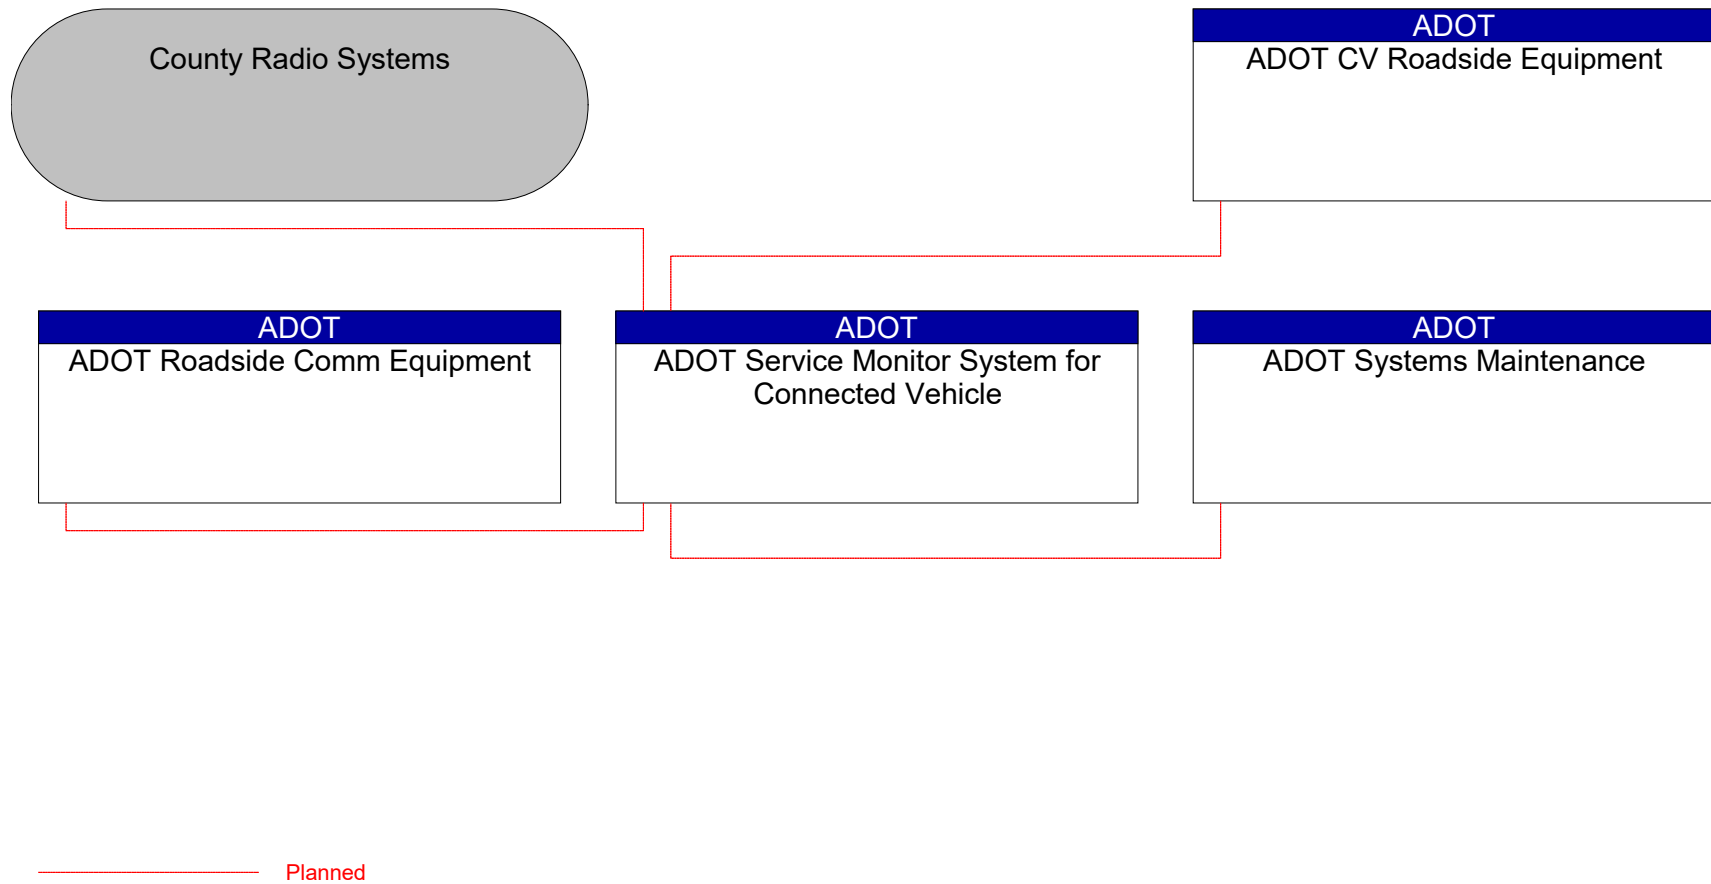 County Radio Systems
ADOT
ADOT CV Roadside Equipment
ADOT
ADOT Roadside Comm Equipment
ADOT
ADOT Service Monitor System for
Connected Vehicle
ADOT
ADOT Systems Maintenance
Planned